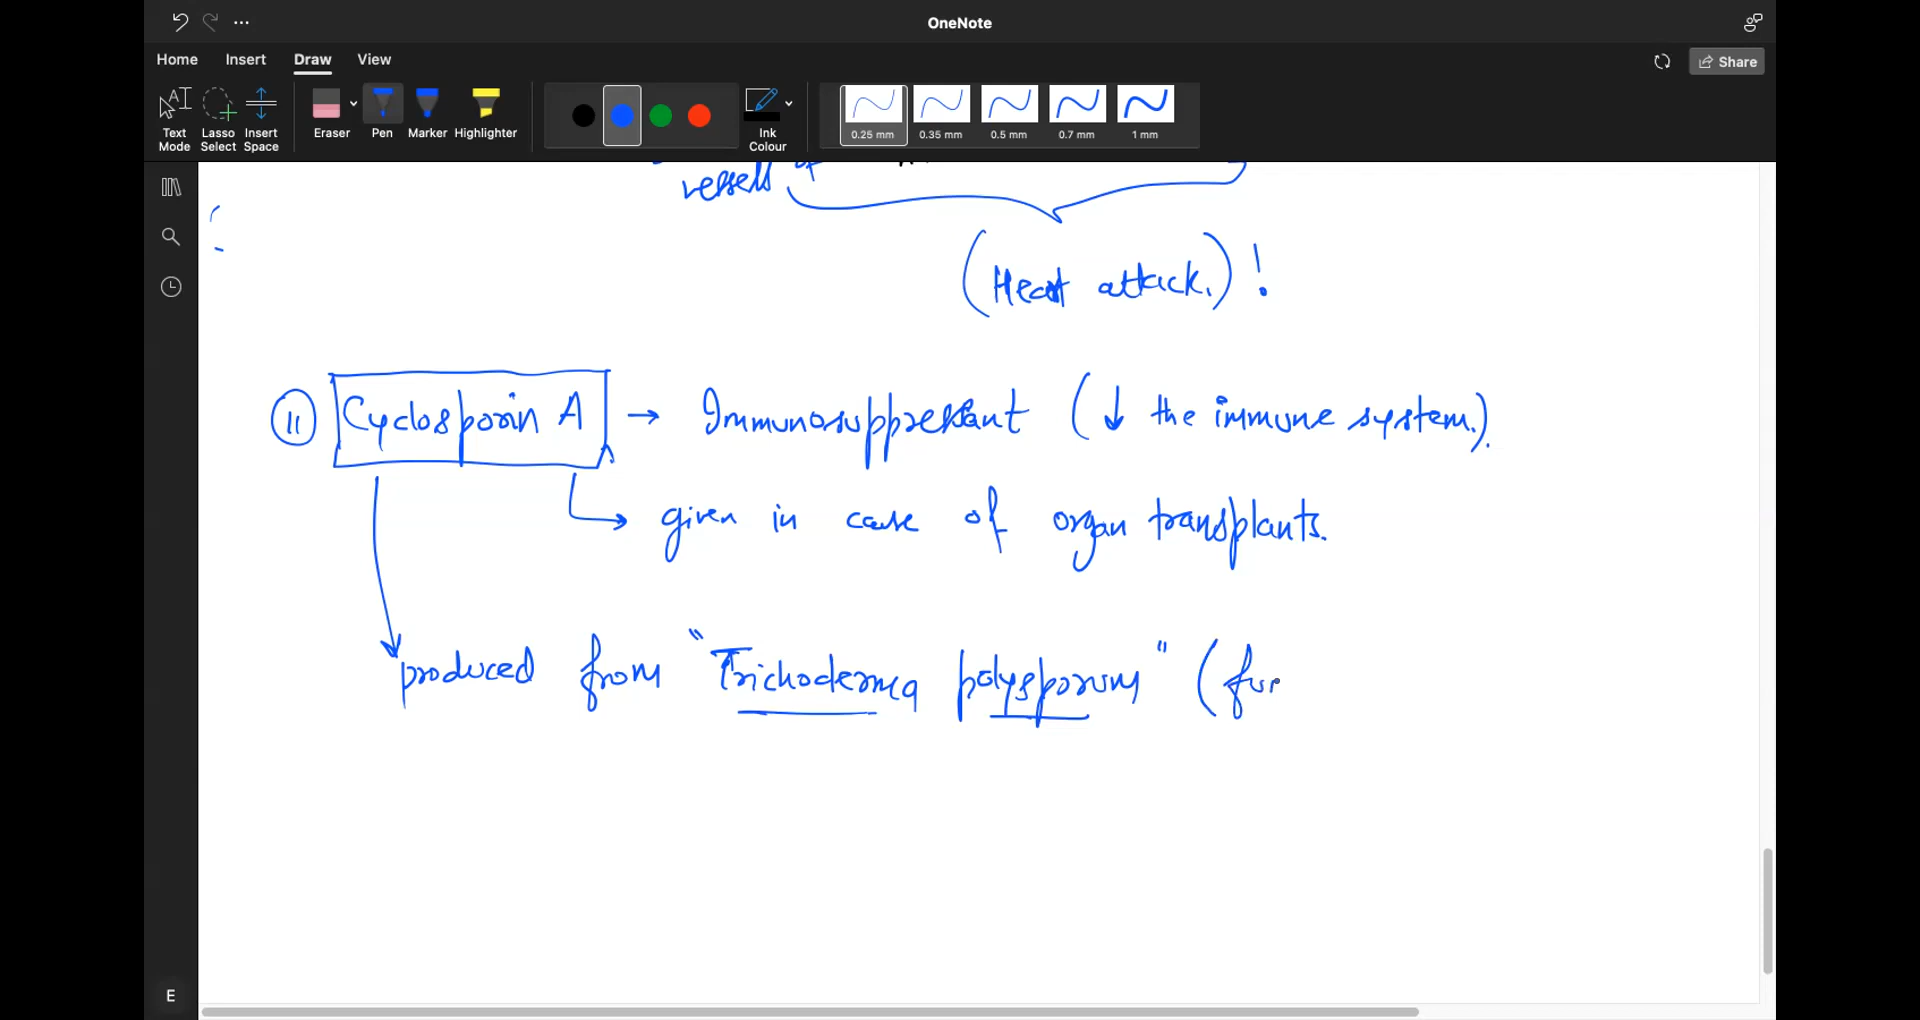 OneNote
Home Insert Draw View
Share
Text Mode
Lasso Select
Insert Space
Eraser
Pen
Marker
Highlighter
Ink Colour
0.25 mm
0.35 mm
0.5 mm
0.7 mm
1 mm
vessels of
(Heart attack.)!
11 Cyclosporin A → Immunosuppressant (↓ the immune system.).
given in case of organ transplants.
produced from "Trichoderma polysporum" (fun
E